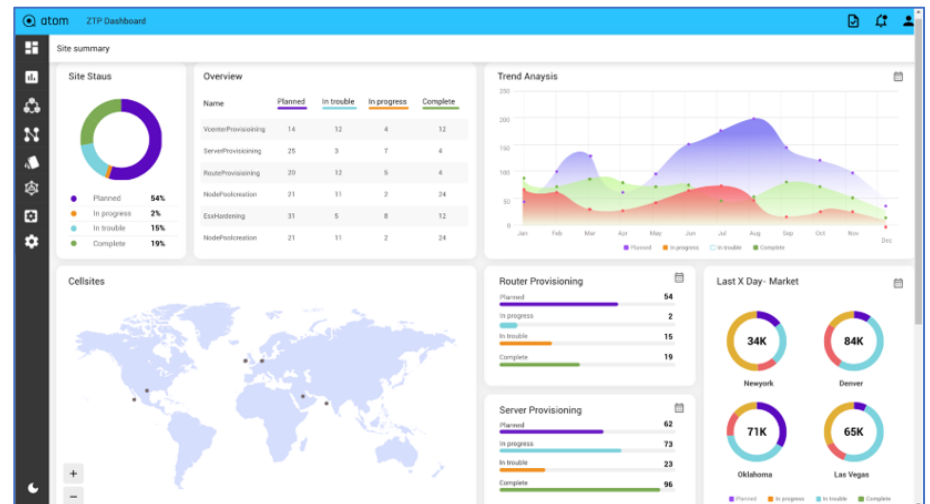 atom ZTP Dashboard
Site summary
Site Staus
Planned 54%
In progress 2%
In trouble 15%
Complete 19%
Overview
Name Planned In trouble In progress Complete
VcenterProvisioining 14 12 4 12
ServerProvisioining 25 3 7 4
RouteProvisioining 20 12 5 4
NodePoolcreation 21 11 2 24
EsxHardening 31 5 8 12
NodePoolcreation 21 11 2 24
Trend Anaysis
250
200
150
100
50
0
Jan Feb Mar Apr May Jun Jul Aug Sep Oct Nov Dec
Planned In progress In trouble Complete
Cellsites
+
−
Router Provisioning
Planned 54
In progress 2
In trouble 15
Complete 19
Server Provisioning
Planned 62
In progress 73
In trouble 23
Complete 96
Last X Day- Market
34K 84K
Newyork Denver
71K 65K
Oklahoma Las Vegas
Planned In progress In trouble Complete